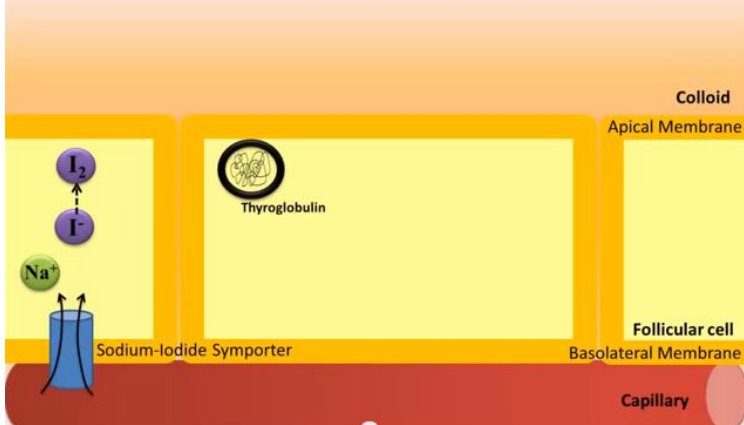 Colloid
Apical Membrane
I₂
Thyroglobulin
I⁻
Na⁺
Follicular cell
Sodium-Iodide Symporter
Basolateral Membrane
Capillary